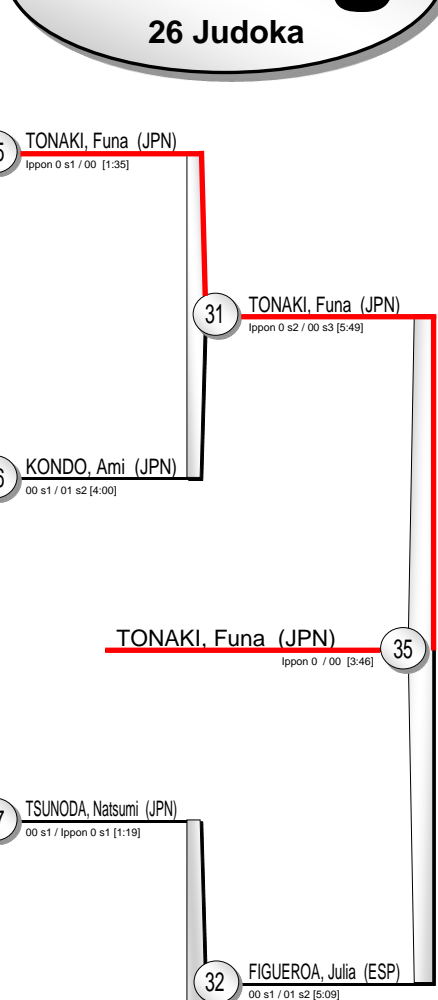 26 Judoka
5 TONAKI, Funa (JPN)
Ippon 0 s1 / 00 [1:35]
31 TONAKI, Funa (JPN)
Ippon 0 s2 / 00 s3 [5:49]
6 KONDO, Ami (JPN)
00 s1 / 01 s2 [4:00]
TONAKI, Funa (JPN) 35
Ippon 0 / 00 [3:46]
7 TSUNODA, Natsumi (JPN)
00 s1 / Ippon 0 s1 [1:19]
32 FIGUEROA, Julia (ESP)
00 s1 / 01 s2 [5:09]